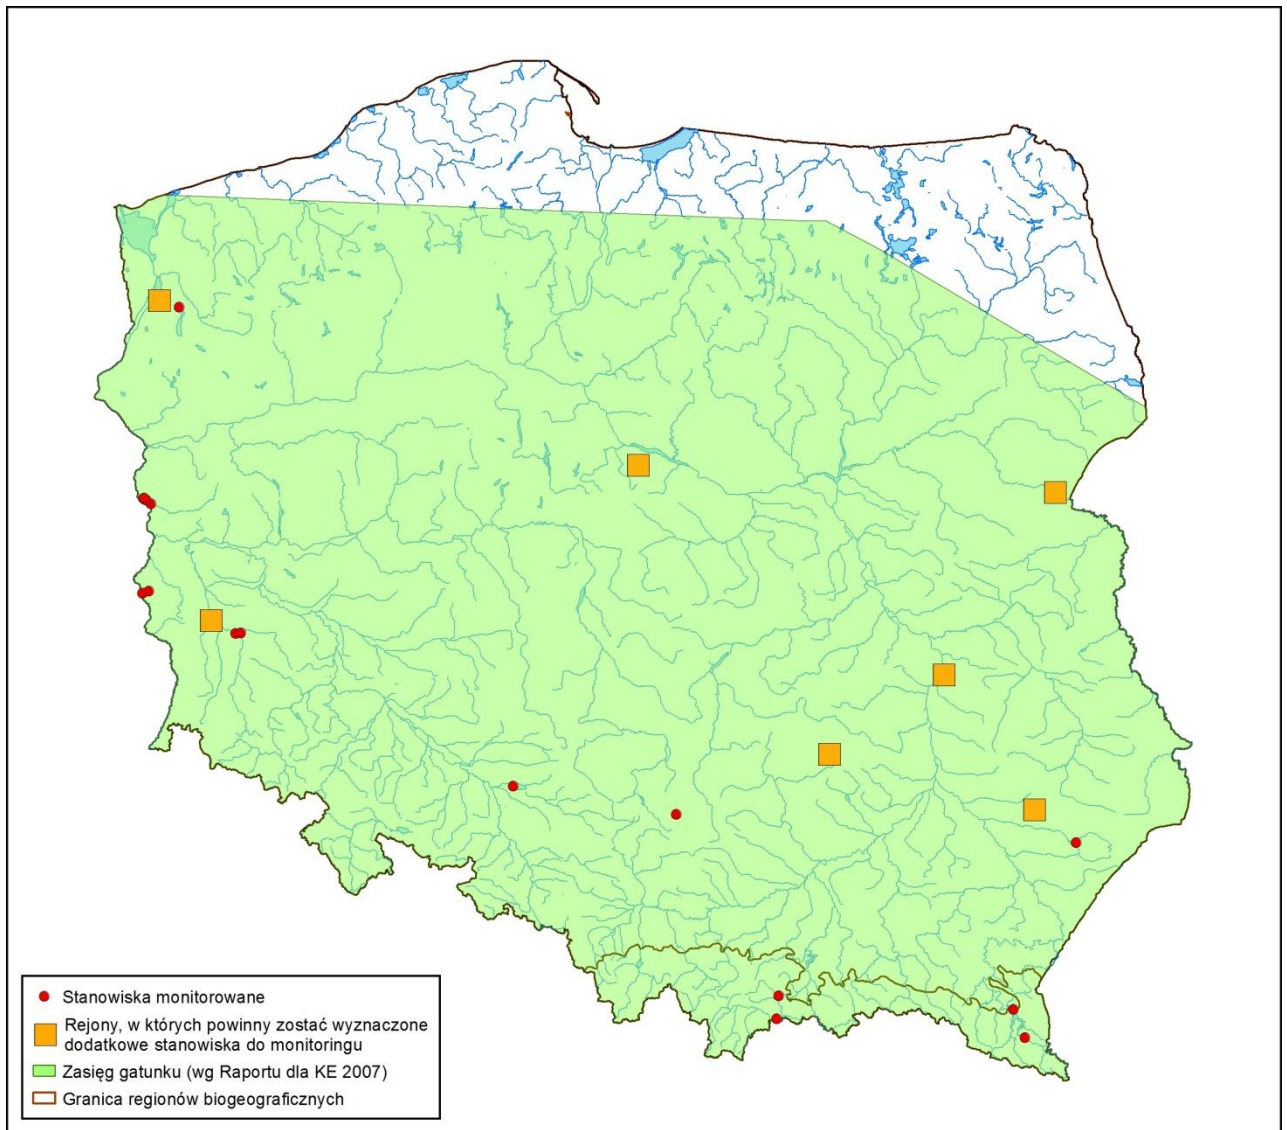 Stanowiska monitorowane
Rejony, w których powinny zostać wyznaczone
dodatkowe stanowiska do monitoringu
Zasięg gatunku (wg Raportu dla KE 2007)
Granica regionów biogeograficznych